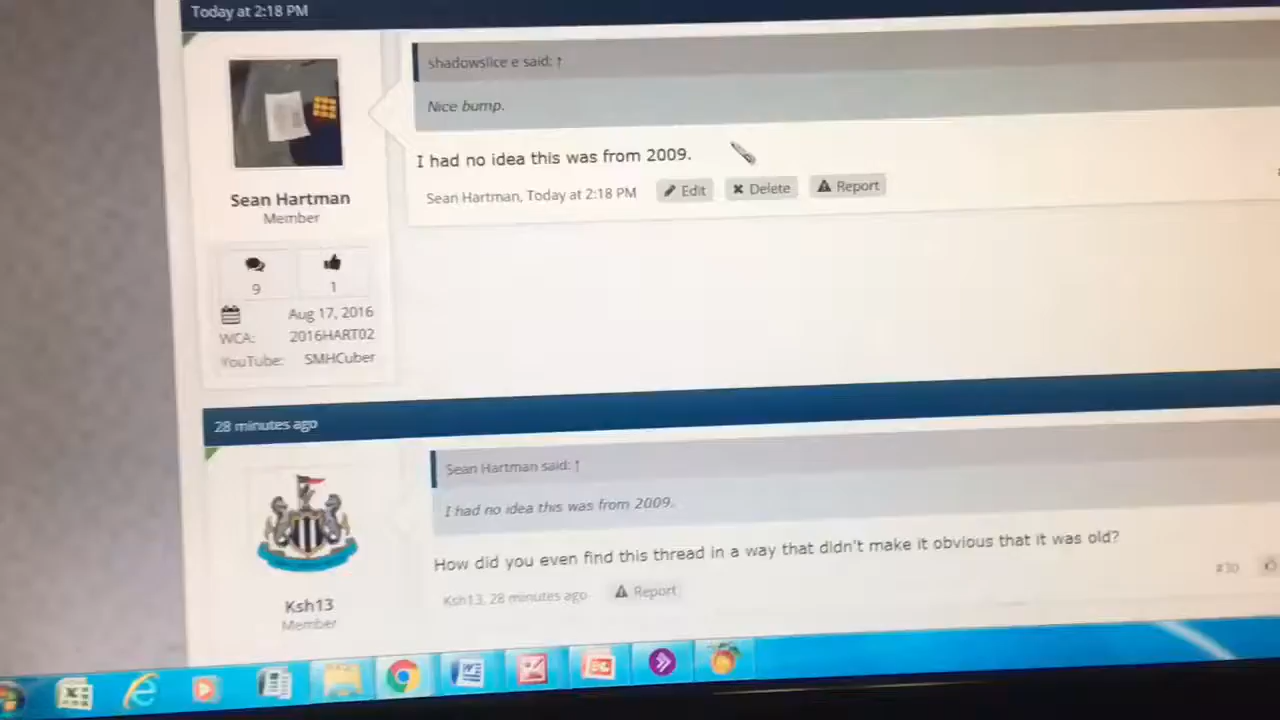 Today at 2:18 PM
shadowslice e said: ↑
Nice bump.
I had no idea this was from 2009.
Sean Hartman, Today at 2:18 PM Edit Delete Report
Sean Hartman
Member
9 1
Aug 17, 2016
WCA: 2016HART02
YouTube: SMHCuber
28 minutes ago
Sean Hartman said: ↑
I had no idea this was from 2009.
How did you even find this thread in a way that didn't make it obvious that it was old?
Ksh13, 28 minutes ago Report
#30
Ksh13
Member